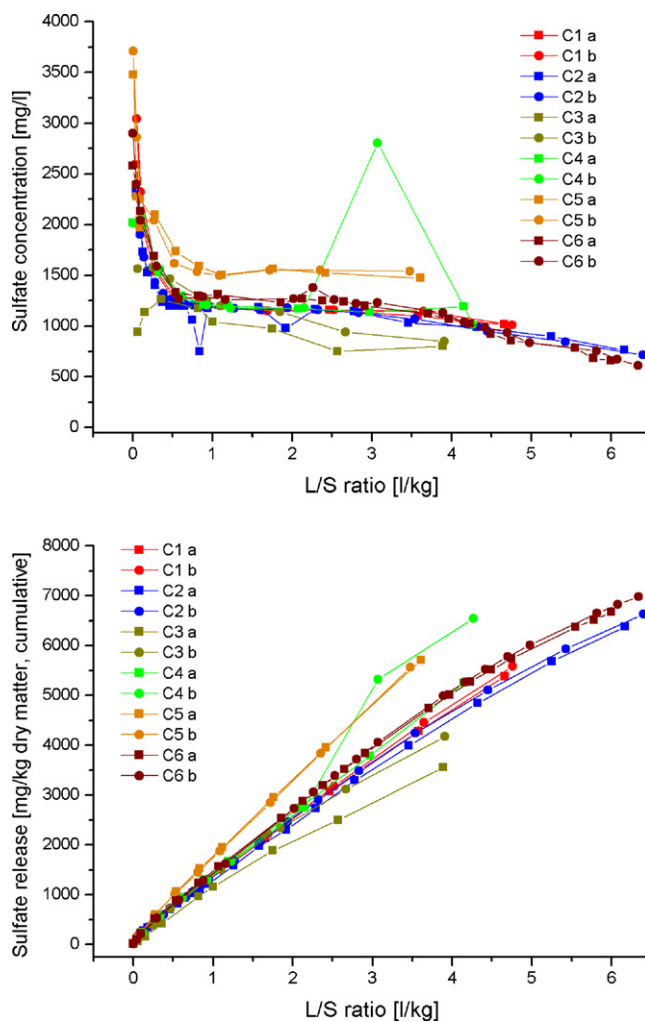 4000
3500
3000
2500
2000
1500
1000
500
0
Sulfate concentration [mg/l]
C1 a
C1 b
C2 a
C2 b
C3 a
C3 b
C4 a
C4 b
C5 a
C5 b
C6 a
C6 b
0 1 2 3 4 5 6
L/S ratio [l/kg]
8000
7000
6000
5000
4000
3000
2000
1000
0
Sulfate release [mg/kg dry matter, cumulative]
C1 a
C1 b
C2 a
C2 b
C3 a
C3 b
C4 a
C4 b
C5 a
C5 b
C6 a
C6 b
0 1 2 3 4 5 6
L/S ratio [l/kg]